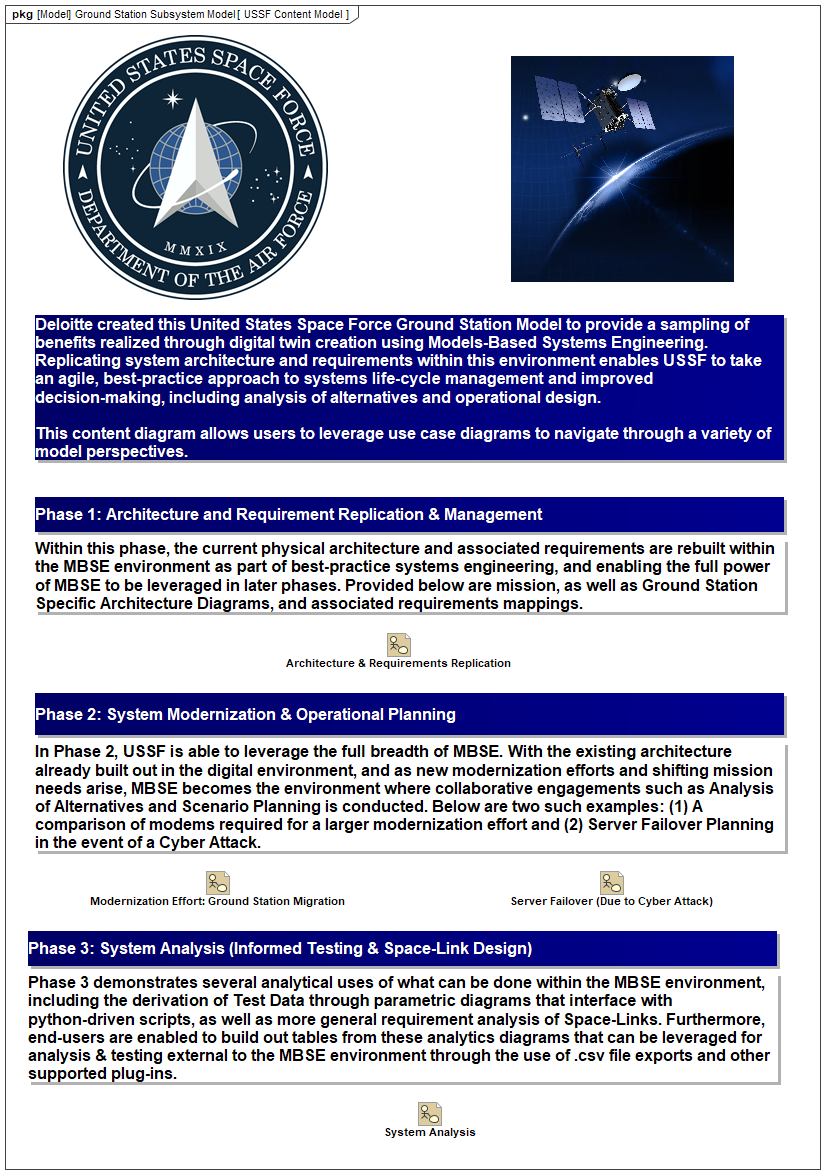 pkg [Model] Ground Station Subsystem Model[ USSF Content Model ]
UNITED STATES SPACE FORCE
MMXIX
DEPARTMENT OF THE AIR FORCE
Deloitte created this United States Space Force Ground Station Model to provide a sampling of
benefits realized through digital twin creation using Models-Based Systems Engineering.
Replicating system architecture and requirements within this environment enables USSF to take
an agile, best-practice approach to systems life-cycle management and improved
decision-making, including analysis of alternatives and operational design.
This content diagram allows users to leverage use case diagrams to navigate through a variety of
model perspectives.
Phase 1: Architecture and Requirement Replication & Management
Within this phase, the current physical architecture and associated requirements are rebuilt within
the MBSE environment as part of best-practice systems engineering, and enabling the full power
of MBSE to be leveraged in later phases. Provided below are mission, as well as Ground Station
Specific Architecture Diagrams, and associated requirements mappings.
Architecture & Requirements Replication
Phase 2: System Modernization & Operational Planning
In Phase 2, USSF is able to leverage the full breadth of MBSE. With the existing architecture
already built out in the digital environment, and as new modernization efforts and shifting mission
needs arise, MBSE becomes the environment where collaborative engagements such as Analysis
of Alternatives and Scenario Planning is conducted. Below are two such examples: (1) A
comparison of modems required for a larger modernization effort and (2) Server Failover Planning
in the event of a Cyber Attack.
Modernization Effort: Ground Station Migration
Server Failover (Due to Cyber Attack)
Phase 3: System Analysis (Informed Testing & Space-Link Design)
Phase 3 demonstrates several analytical uses of what can be done within the MBSE environment,
including the derivation of Test Data through parametric diagrams that interface with
python-driven scripts, as well as more general requirement analysis of Space-Links. Furthermore,
end-users are enabled to build out tables from these analytics diagrams that can be leveraged for
analysis & testing external to the MBSE environment through the use of .csv file exports and other
supported plug-ins.
System Analysis